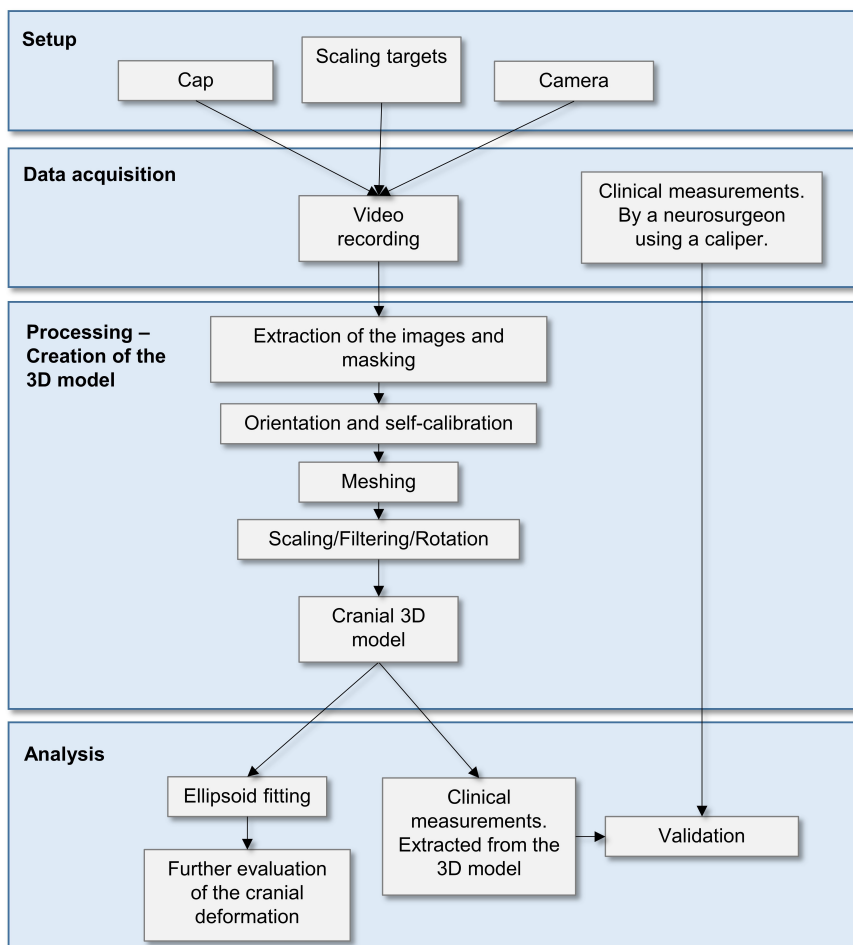 Setup
Cap
Scaling targets
Camera
Data acquisition
Video
recording
Clinical measurements.
By a neurosurgeon
using a caliper.
Processing –
Creation of the
3D model
Extraction of the images and
masking
Orientation and self-calibration
Meshing
Scaling/Filtering/Rotation
Cranial 3D
model
Analysis
Ellipsoid fitting
Further evaluation
of the cranial
deformation
Clinical
measurements.
Extracted from the
3D model
Validation